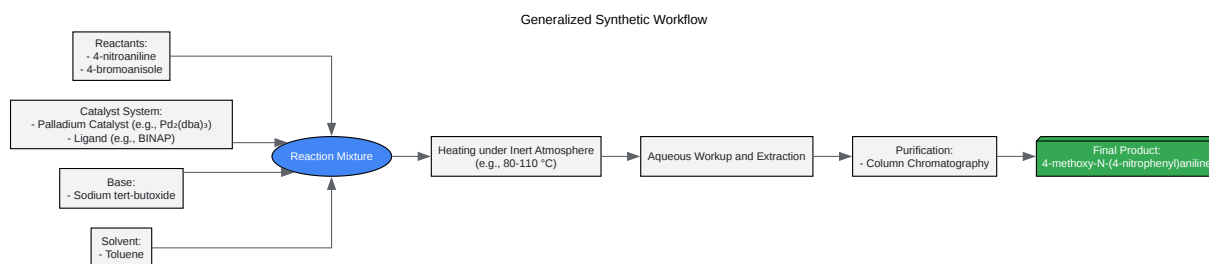 Generalized Synthetic Workflow
Reactants:
- 4-nitroaniline
- 4-bromoanisole
Catalyst System:
- Palladium Catalyst (e.g., Pd₂(dba)₃)
- Ligand (e.g., BINAP)
Base:
- Sodium tert-butoxide
Solvent:
- Toluene
Reaction Mixture
Heating under Inert Atmosphere
(e.g., 80-110 °C)
Aqueous Workup and Extraction
Purification:
- Column Chromatography
Final Product:
4-methoxy-N-(4-nitrophenyl)aniline